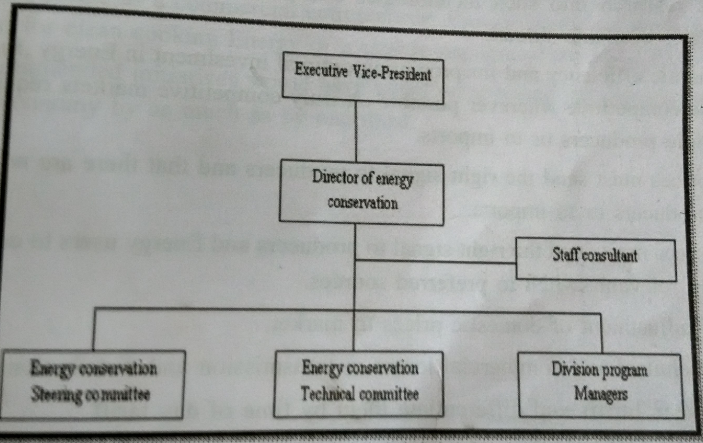 Executive Vice-President
Director of energy
conservation
Staff consultant
Energy conservation
Steering committee
Energy conservation
Technical committee
Division program
Managers